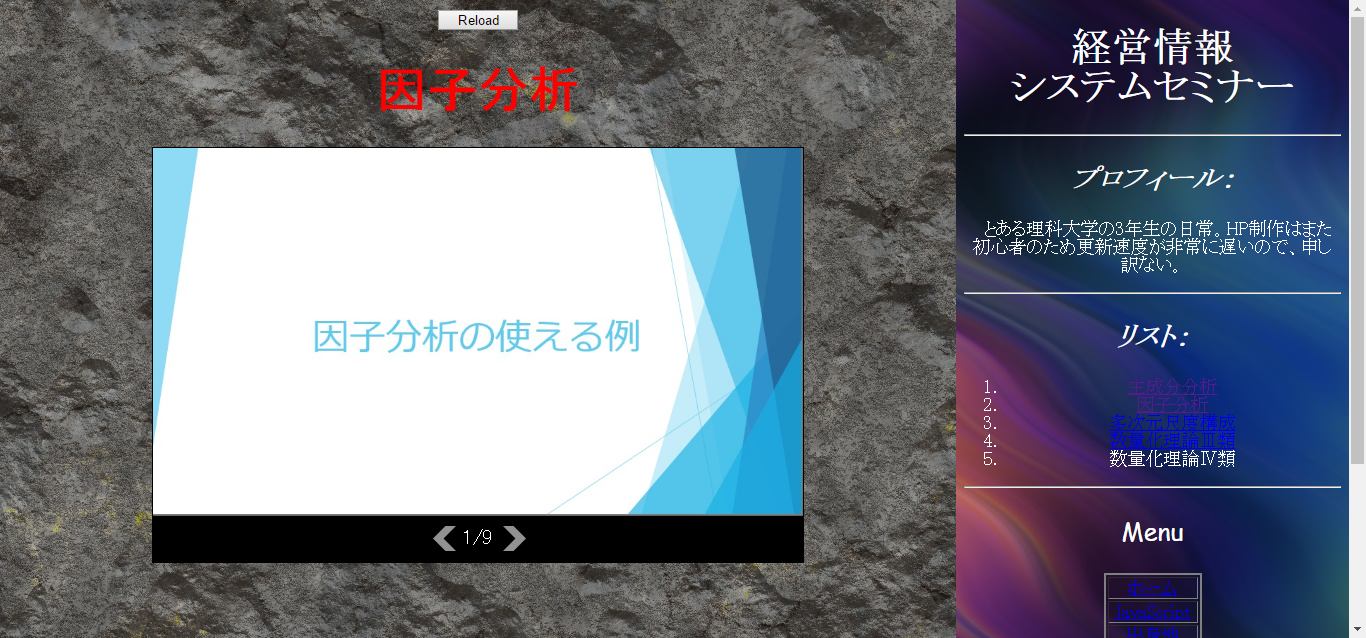 Reload
因子分析
因子分析の使える例
1/9
経営情報
システムセミナー
プロフィール：
とある理科大学の3年生の日常。HP制作はまた
初心者のため更新速度が非常に遅いので、申し
訳ない。
リスト：
1. 主成分分析
2. 因子分析
3. 多次元尺度構成
4. 数量化理論Ⅲ類
5. 数量化理論Ⅳ類
Menu
ホーム
JavaScript